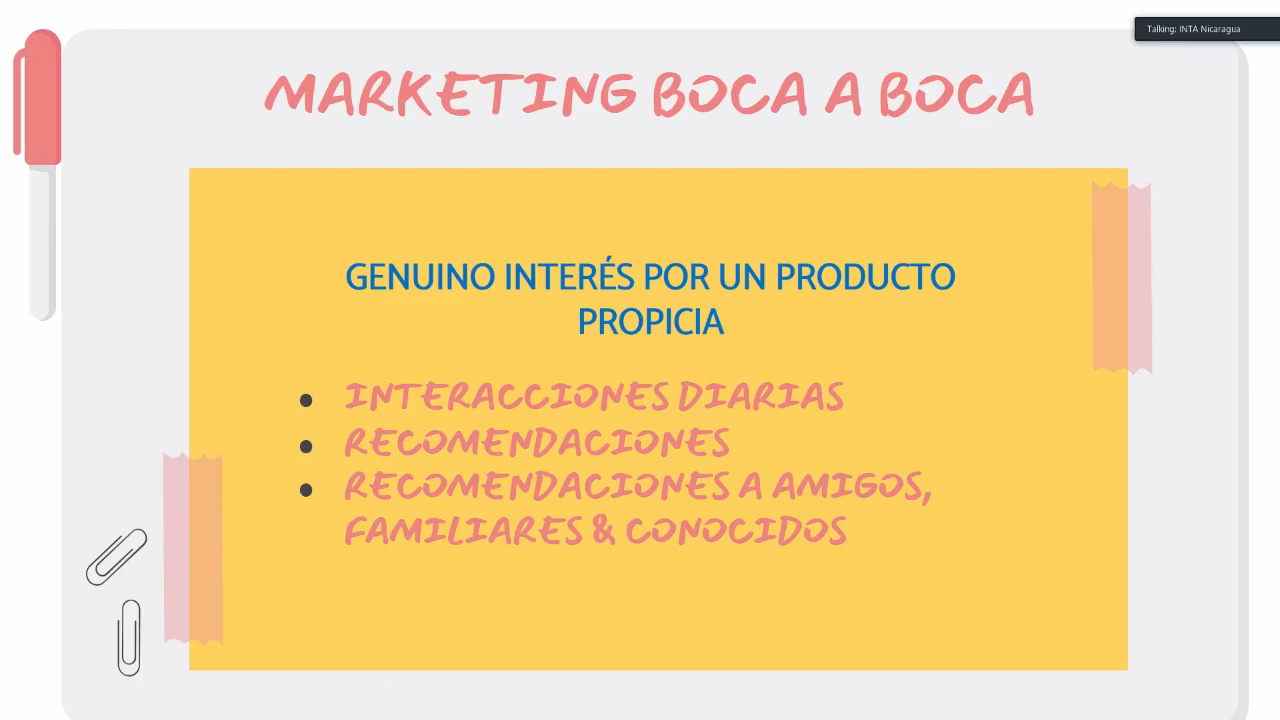 Talking: INTA Nicaragua
MARKETING BOCA A BOCA
GENUINO INTERÉS POR UN PRODUCTO
PROPICIA
• INTERACCIONES DIARIAS
• RECOMENDACIONES
• RECOMENDACIONES A AMIGOS,
FAMILIARES & CONOCIDOS